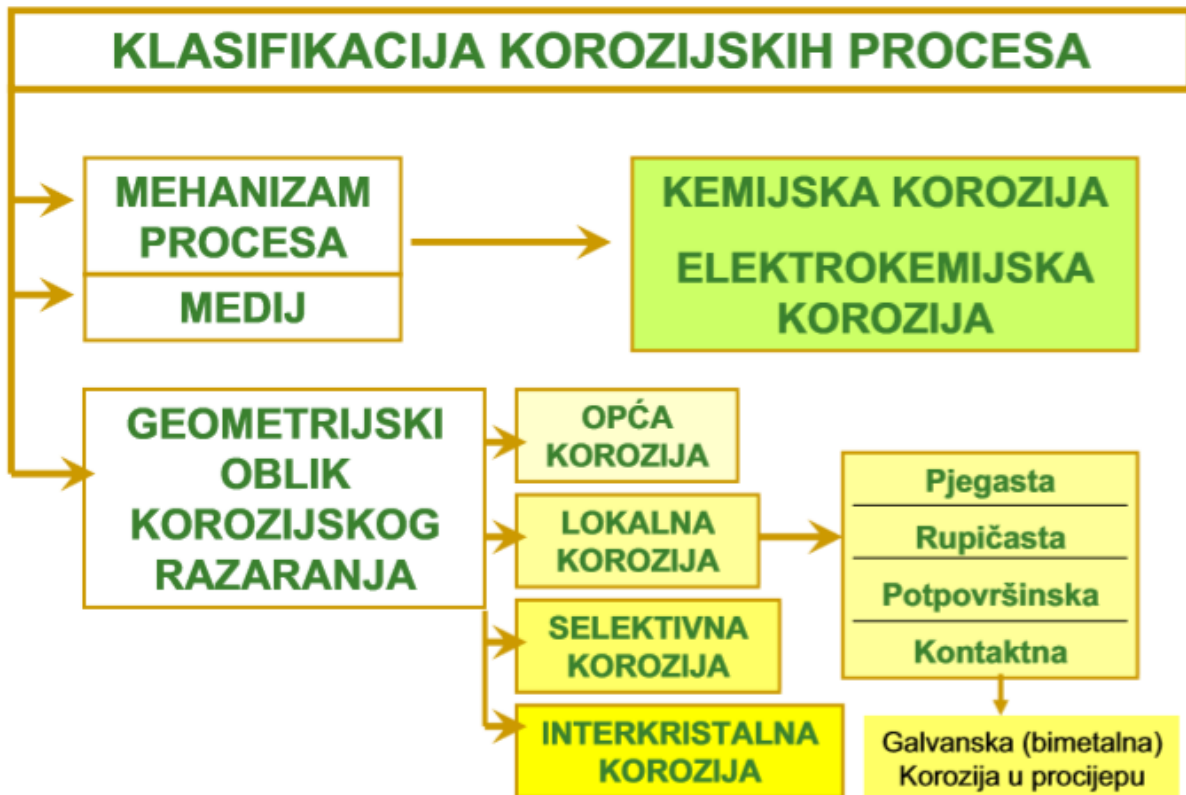 KLASIFIKACIJA KOROZIJSKIH PROCESA
MEHANIZAM
PROCESA
MEDIJ
KEMIJSKA KOROZIJA
ELEKTROKEMIJSKA
KOROZIJA
GEOMETRIJSKI
OBLIK
KOROZIJSKOG
RAZARANJA
OPĆA
KOROZIJA
LOKALNA
KOROZIJA
SELEKTIVNA
KOROZIJA
INTERKRISTALNA
KOROZIJA
Pjegasta
Rupičasta
Potpovršinska
Kontaktna
Galvanska (bimetalna)
Korozija u procijepu